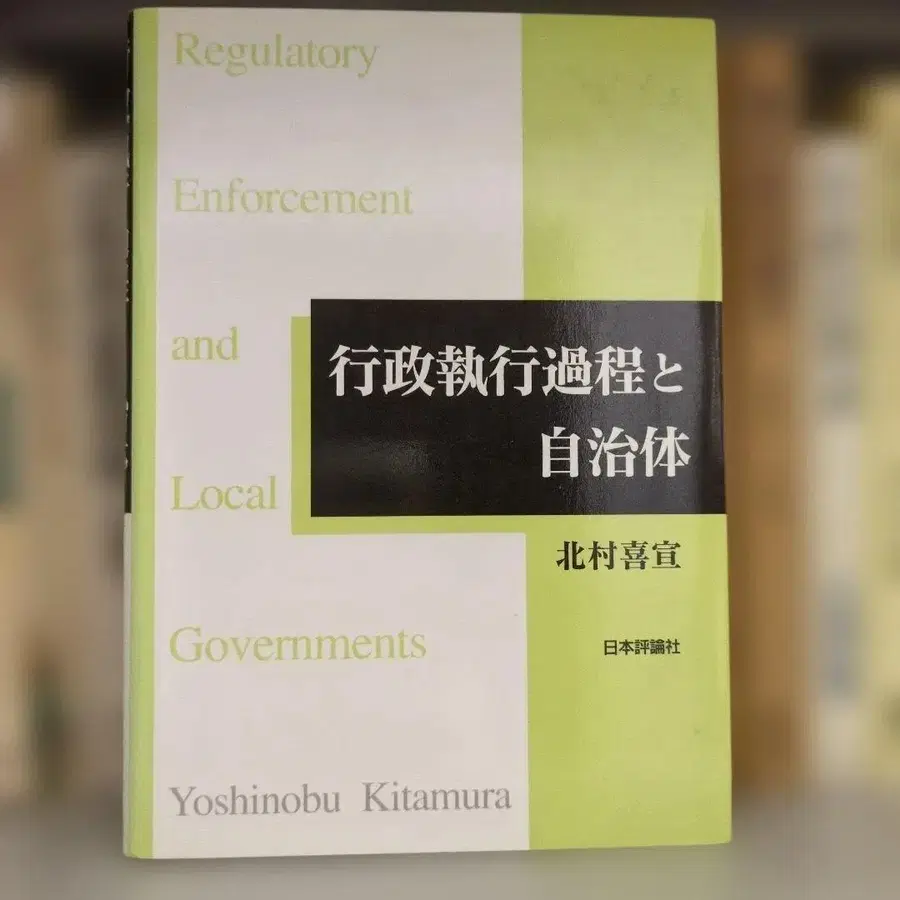 Regulatory
Enforcement
and
Local
Governments
Yoshinobu Kitamura
行政執行過程と
自治体
北村喜宣
日本評論社